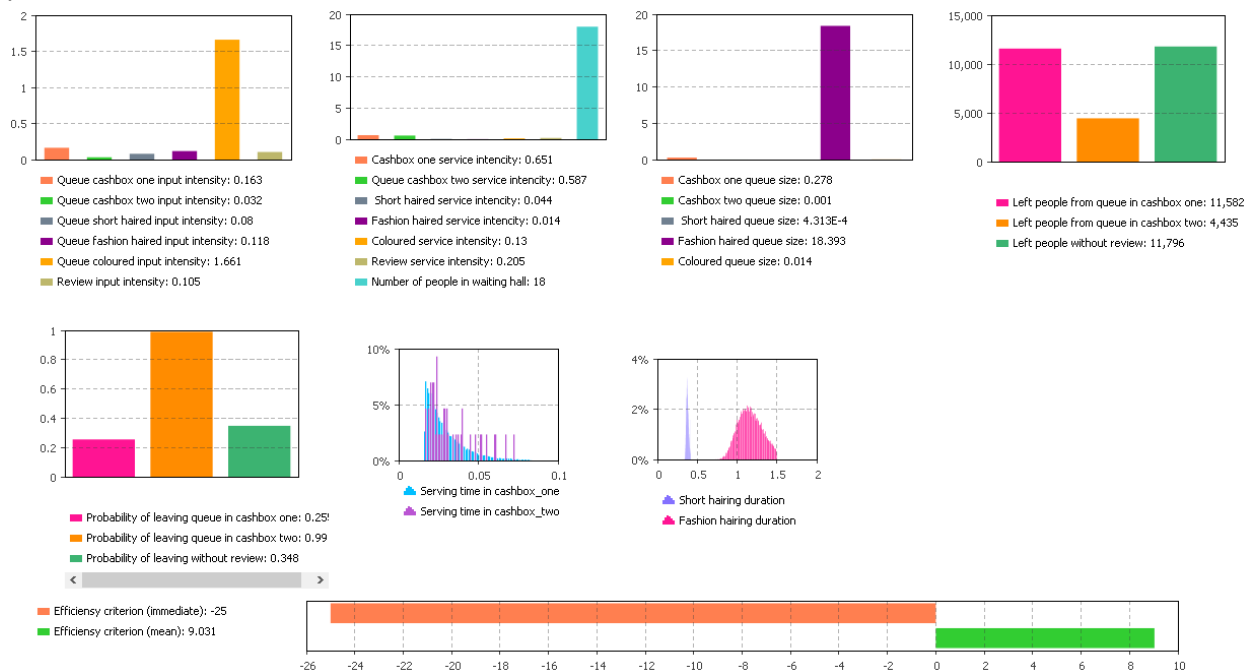 2
1.5
1
0.5
0
Queue cashbox one input intensity: 0.163
Queue cashbox two input intensity: 0.032
Queue short haired input intensity: 0.08
Queue fashion haired input intensity: 0.118
Queue coloured input intensity: 1.661
Review input intensity: 0.105
20
15
10
5
0
Cashbox one service intencity: 0.651
Queue cashbox two service intencity: 0.587
Short haired service intencity: 0.044
Fashion haired service intencity: 0.014
Coloured service intensity: 0.13
Review service intensity: 0.205
Number of people in waiting hall: 18
20
15
10
5
0
Cashbox one queue size: 0.278
Cashbox two queue size: 0.001
Short haired queue size: 4.313E-4
Fashion haired queue size: 18.393
Coloured queue size: 0.014
15,000
10,000
5,000
0
Left people from queue in cashbox one: 11,582
Left people from queue in cashbox two: 4,435
Left people without review: 11,796
1
0.8
0.6
0.4
0.2
0
Probability of leaving queue in cashbox one: 0.255
Probability of leaving queue in cashbox two: 0.99
Probability of leaving without review: 0.348
10%
5%
0%
0 0.05 0.1
Serving time in cashbox_one
Serving time in cashbox_two
4%
2%
0%
0 0.5 1 1.5 2
Short hairing duration
Fashion hairing duration
Efficiensy criterion (immediate): -25
Efficiensy criterion (mean): 9.031
-26 -24 -22 -20 -18 -16 -14 -12 -10 -8 -6 -4 -2 0 2 4 6 8 10